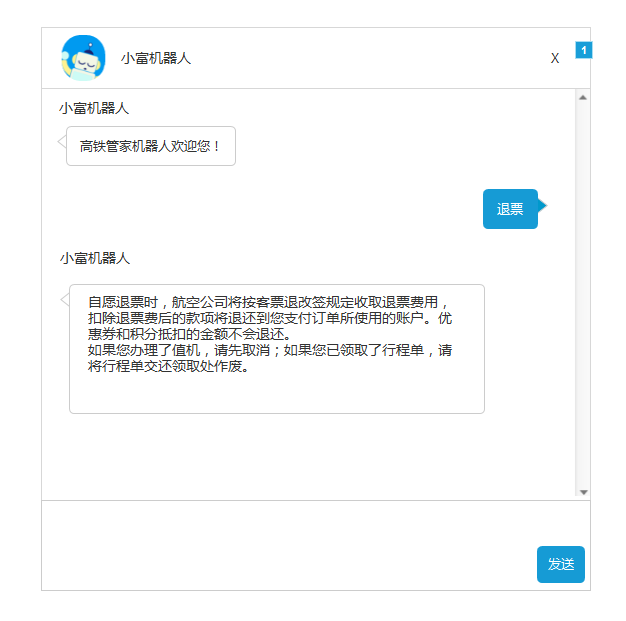 小富机器人
X
1
小富机器人
高铁管家机器人欢迎您！
退票
小富机器人
自愿退票时，航空公司将按客票退改签规定收取退票费用，
扣除退票费后的款项将退还到您支付订单所使用的账户。优
惠券和积分抵扣的金额不会退还。
如果您办理了值机，请先取消；如果您已领取了行程单，请
将行程单交还领取处作废。
发送